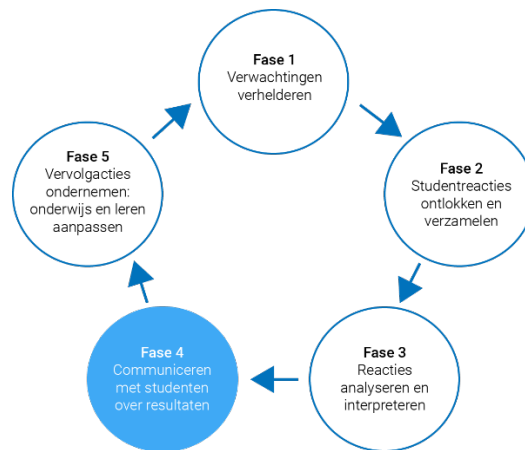 Fase 1
Verwachtingen
verhelderen
Fase 2
Studentreacties
ontlokken en
verzamelen
Fase 3
Reacties
analyseren en
interpreteren
Fase 4
Communiceren
met studenten
over resultaten
Fase 5
Vervolgacties
ondernemen:
onderwijs en leren
aanpassen